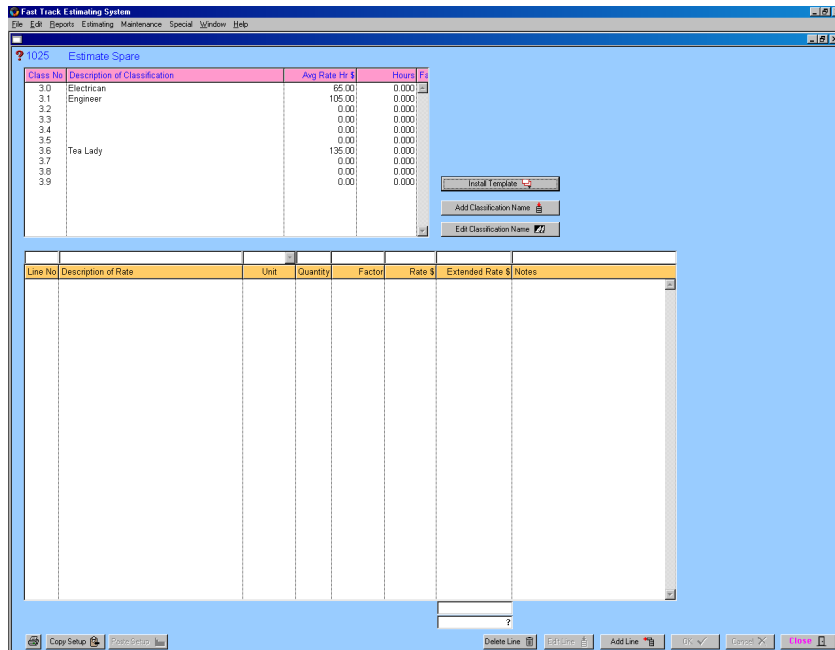 Fast Track Estimating System
File Edit Reports Estimating Maintenance Special Window Help
? 1025 Estimate Spare
Class No Description of Classification Avg Rate Hr $ Hours Fa
3.0 Electrican 65.00 0.000
3.1 Engineer 105.00 0.000
3.2 0.00 0.000
3.3 0.00 0.000
3.4 0.00 0.000
3.5 0.00 0.000
3.6 Tea Lady 135.00 0.000
3.7 0.00 0.000
3.8 0.00 0.000
3.9 0.00 0.000
Install Template
Add Classification Name
Edit Classification Name
Line No Description of Rate Unit Quantity Factor Rate $ Extended Rate $ Notes
?
Copy Setup Paste Setup Delete Line Edit Line Add Line OK Cancel Close